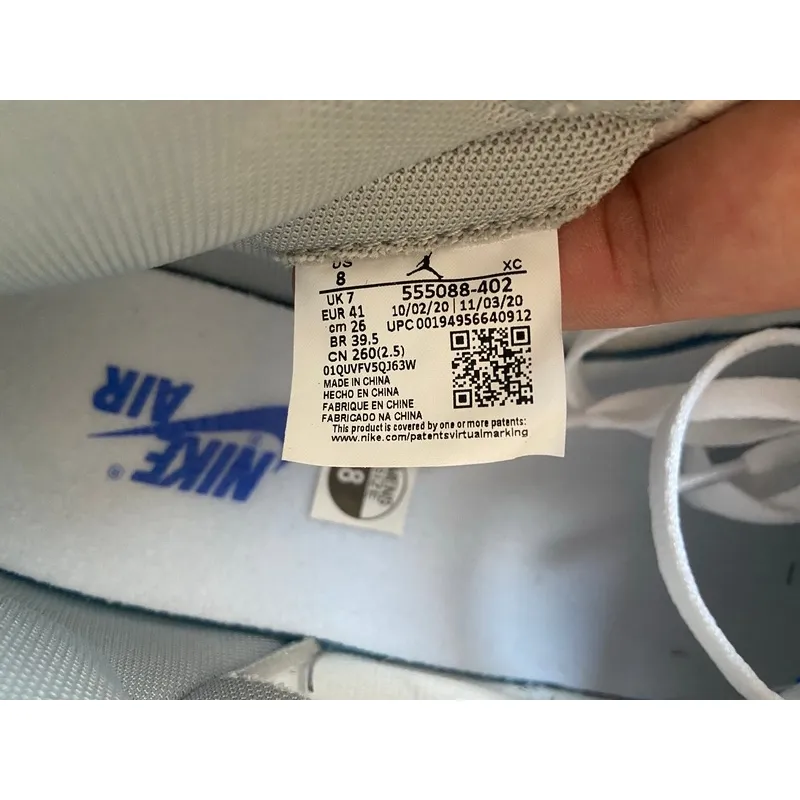 US
8
XC
UK 7
555088-402
EUR 41
10/02/20 | 11/03/20
cm 26
UPC 00194956640912
BR 39.5
CN 260(2.5)
01QUVFV5QJ63W
MADE IN CHINA
HECHO EN CHINA
FABRIQUE EN CHINE
FABRICADO NA CHINA
This product is covered by one or more patents:
www.nike.com/patentsvirtualmarking
NIKE®
AIR
8